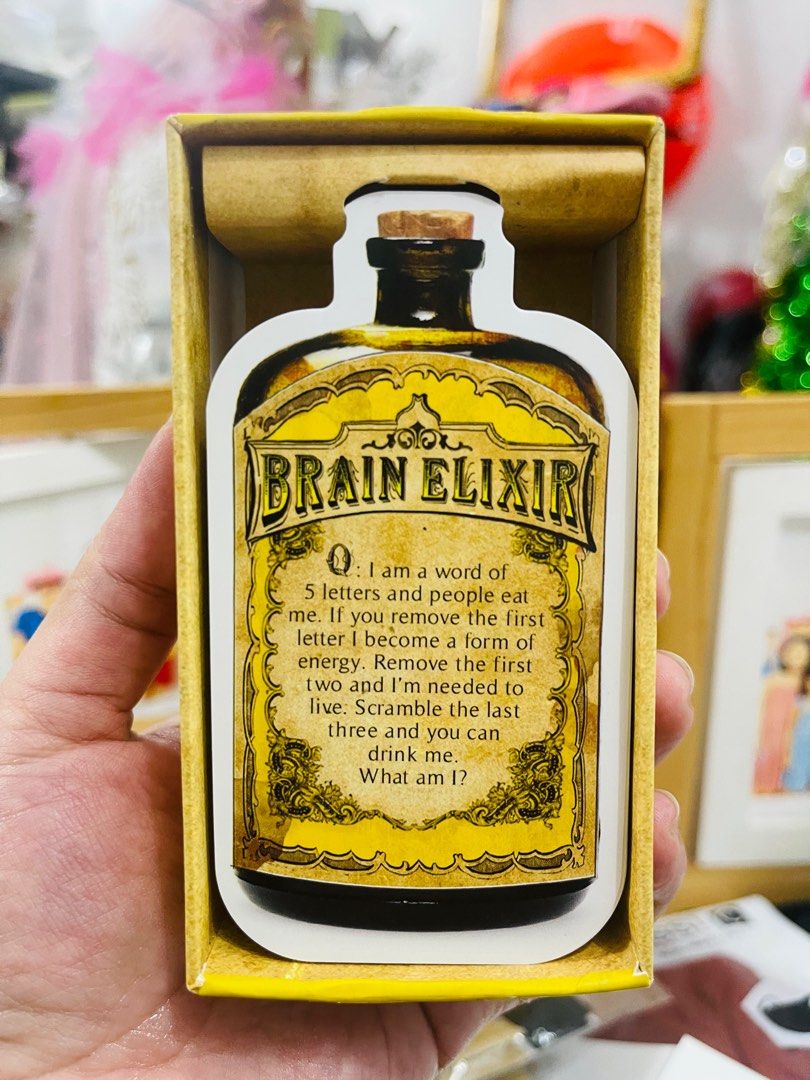 BRAIN ELIXIR
Q: I am a word of
5 letters and people eat
me. If you remove the first
letter I become a form of
energy. Remove the first
two and I'm needed to
live. Scramble the last
three and you can
drink me.
What am I?